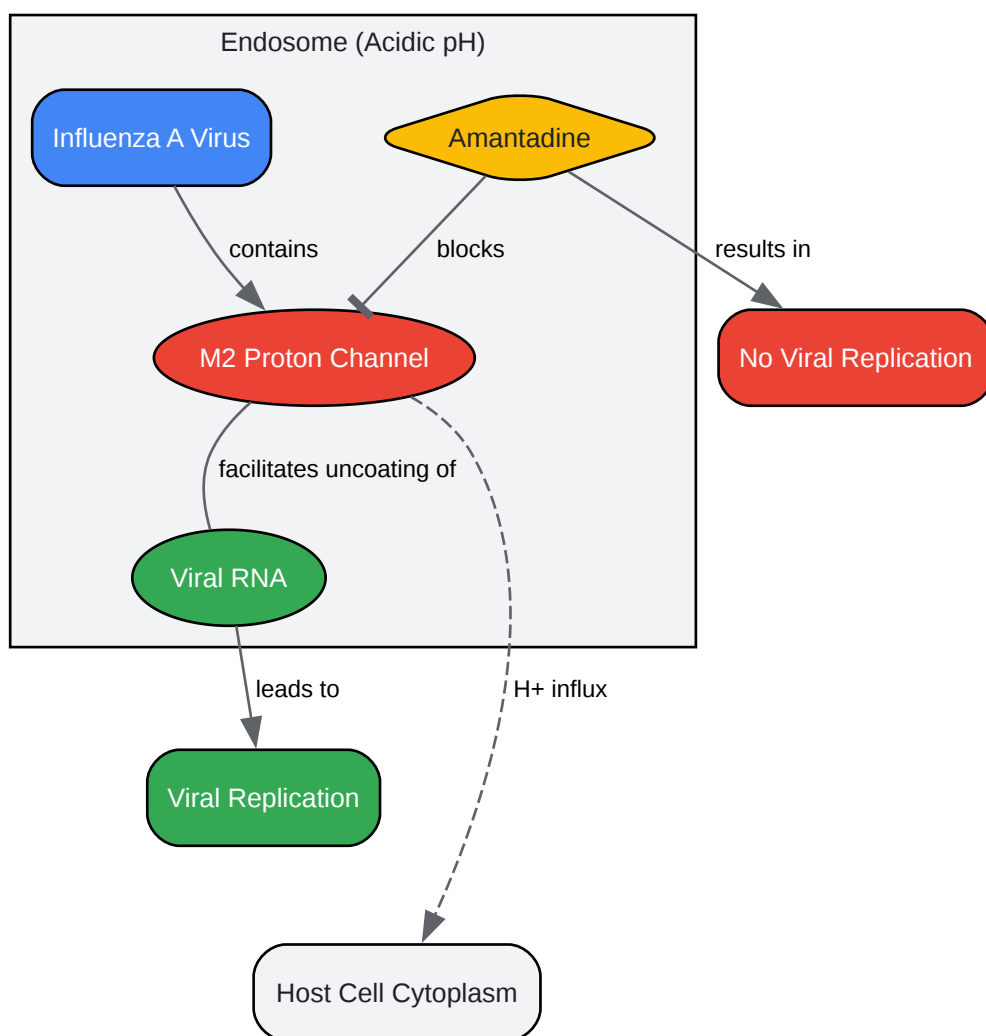 Endosome (Acidic pH)
Influenza A Virus
Amantadine
contains
blocks
results in
M2 Proton Channel
No Viral Replication
facilitates uncoating of
Viral RNA
leads to
H+ influx
Viral Replication
Host Cell Cytoplasm